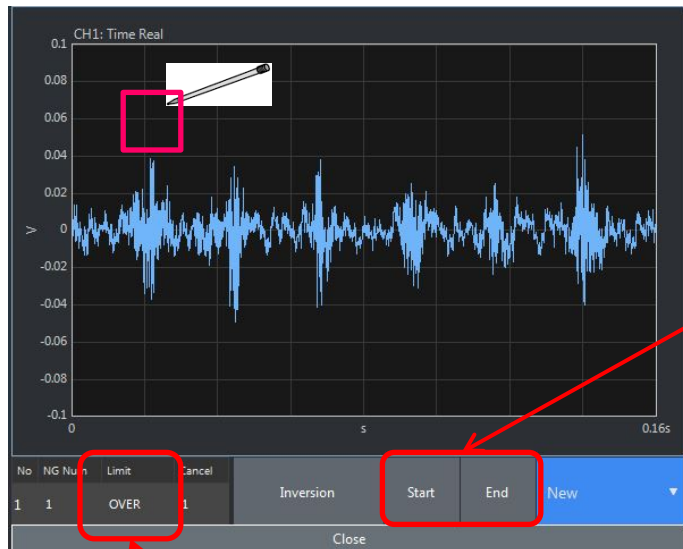 CH1: Time Real
0.1
0.08
0.06
0.04
0.02
V
0
-0.02
-0.04
-0.06
-0.08
-0.1
0 s 0.16s
No NG Num Limit Cancel
1 1 OVER 1
Inversion Start End New
Close